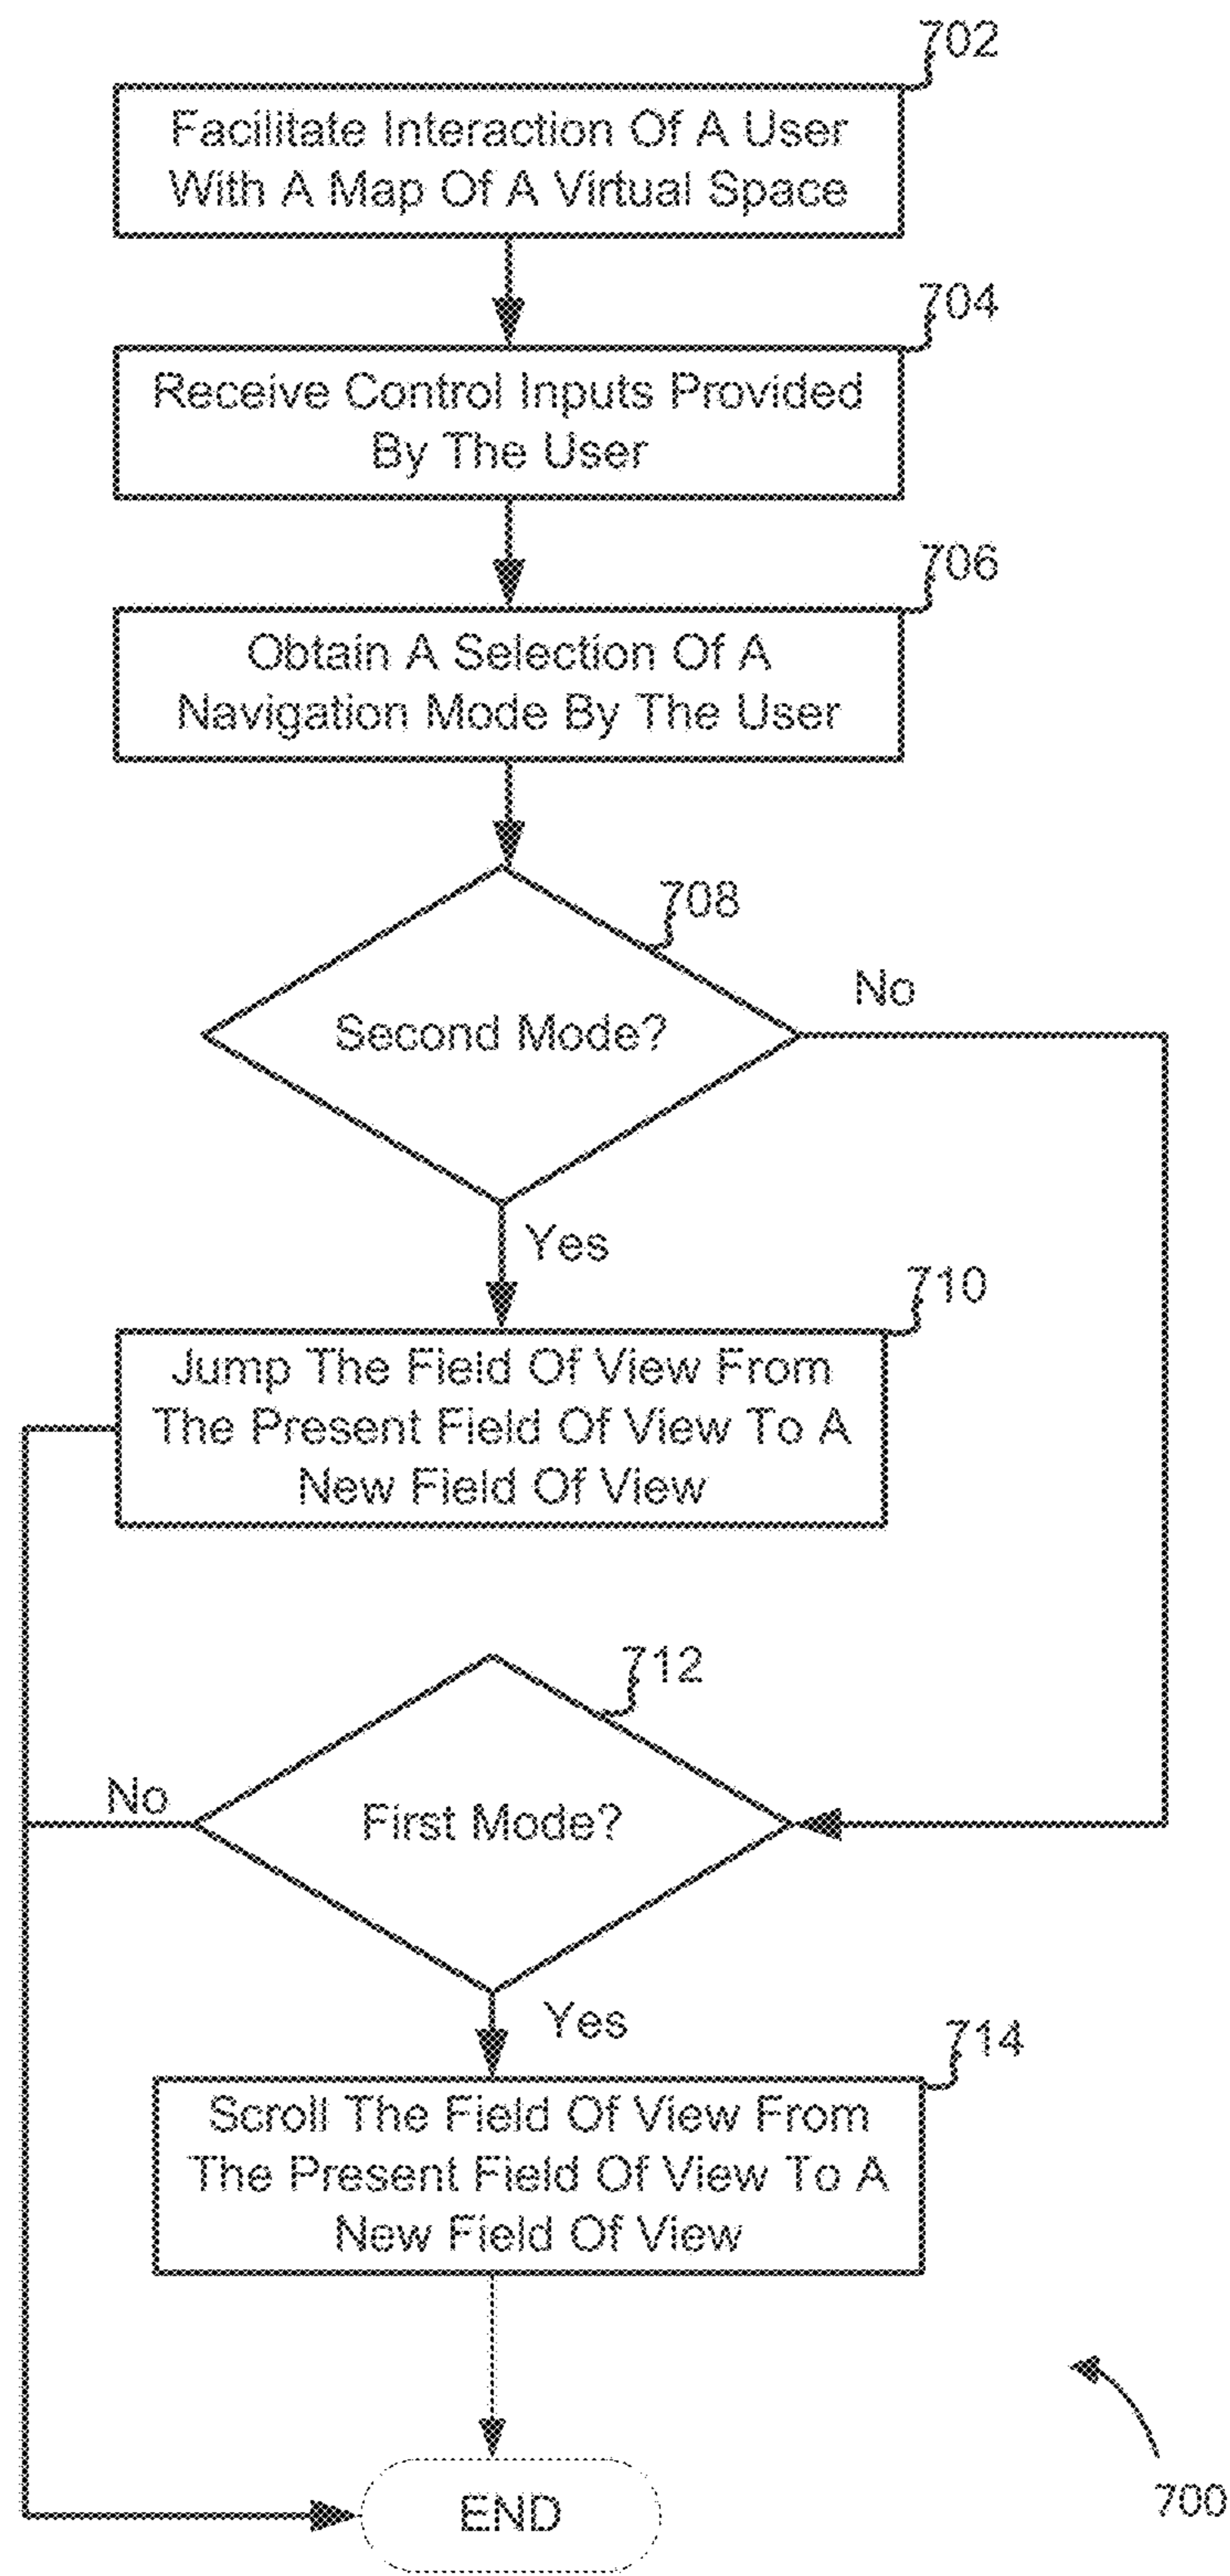 702
Facilitate Interaction Of A User
With A Map Of A Virtual Space
704
Receive Control Inputs Provided
By The User
706
Obtain A Selection Of A
Navigation Mode By The User
708
Second Mode?
No
Yes
710
Jump The Field Of View From
The Present Field Of View To A
New Field Of View
712
No
First Mode?
Yes
714
Scroll The Field Of View From
The Present Field Of View To A
New Field Of View
END
700